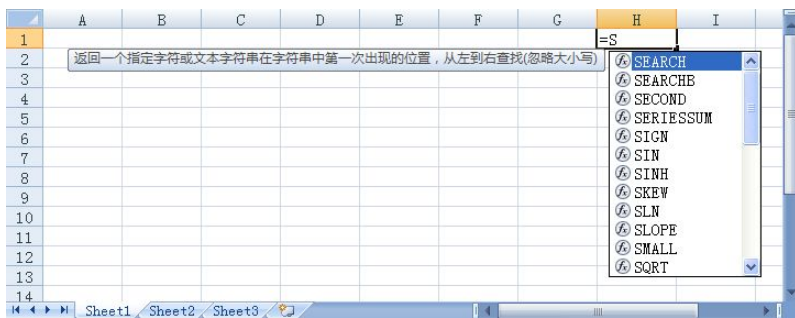 A B C D E F G H I
1 =S
2 返回一个指定字符或文本字符串在字符串中第一次出现的位置，从左到右查找(忽略大小写) SEARCH
3 SEARCHB
4 SECOND
5 SERIESSUM
6 SIGN
7 SIN
8 SINH
9 SKEW
10 SLN
11 SLOPE
12 SMALL
13 SQRT
14
Sheet1 Sheet2 Sheet3